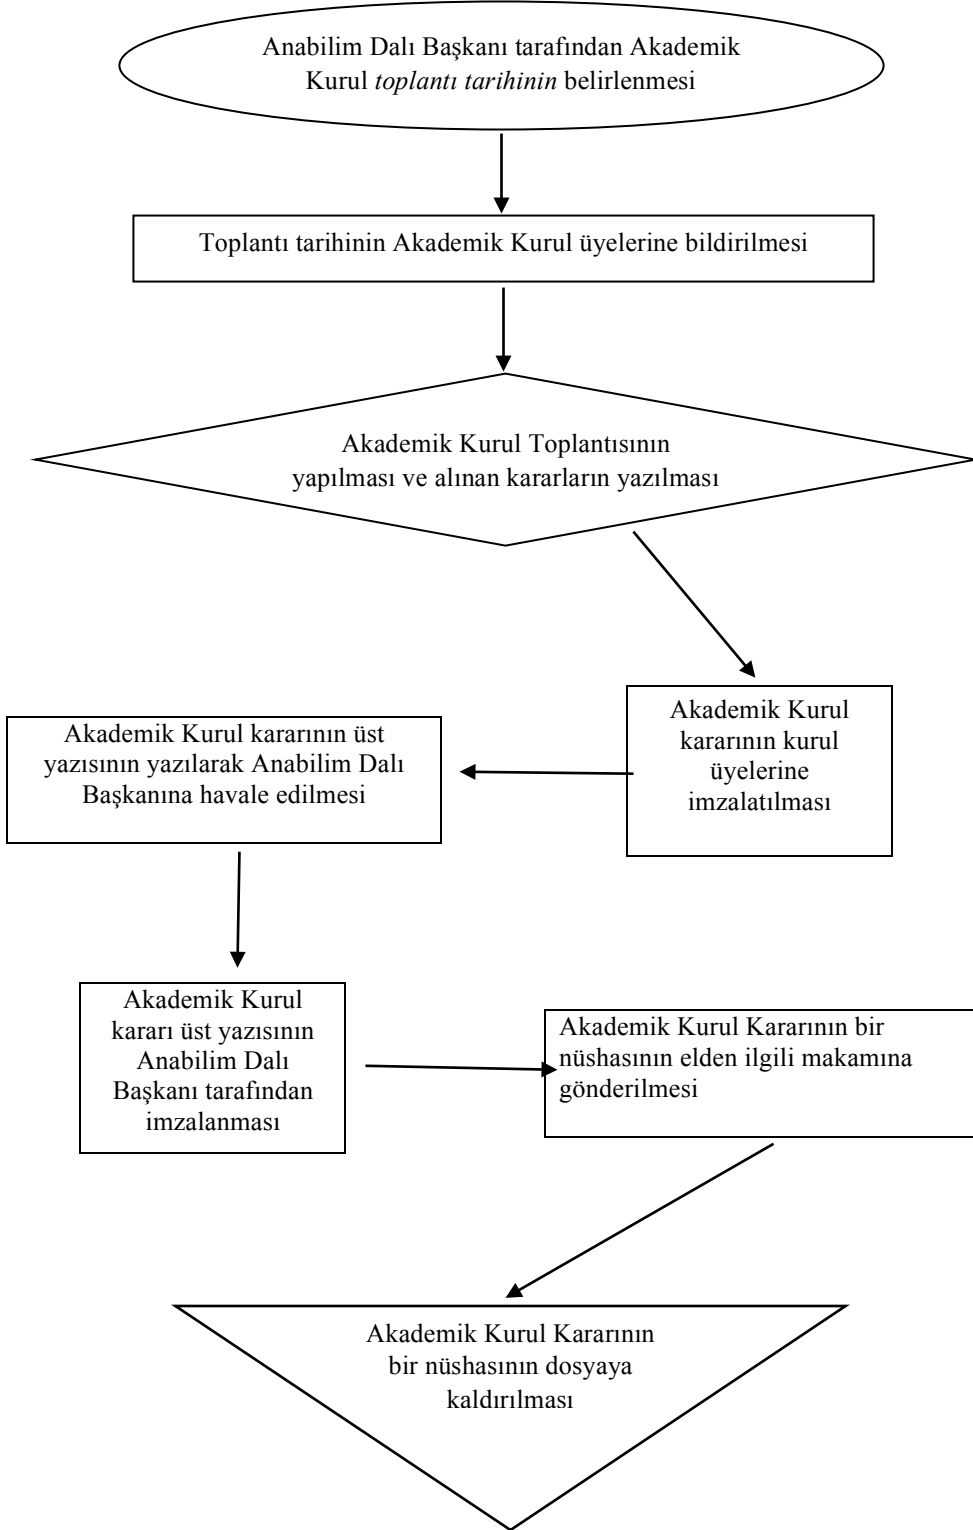 Anabilim Dalı Başkanı tarafından Akademik
Kurul toplantı tarihinin belirlenmesi
Toplantı tarihinin Akademik Kurul üyelerine bildirilmesi
Akademik Kurul Toplantısının
yapılması ve alınan kararların yazılması
Akademik Kurul
kararının kurul
üyelerine
imzalatılması
Akademik Kurul kararının üst
yazısının yazılarak Anabilim Dalı
Başkanına havale edilmesi
Akademik Kurul
kararı üst yazısının
Anabilim Dalı
Başkanı tarafından
imzalanması
Akademik Kurul Kararının bir
nüshasının elden ilgili makamına
gönderilmesi
Akademik Kurul Kararının
bir nüshasının dosyaya
kaldırılması